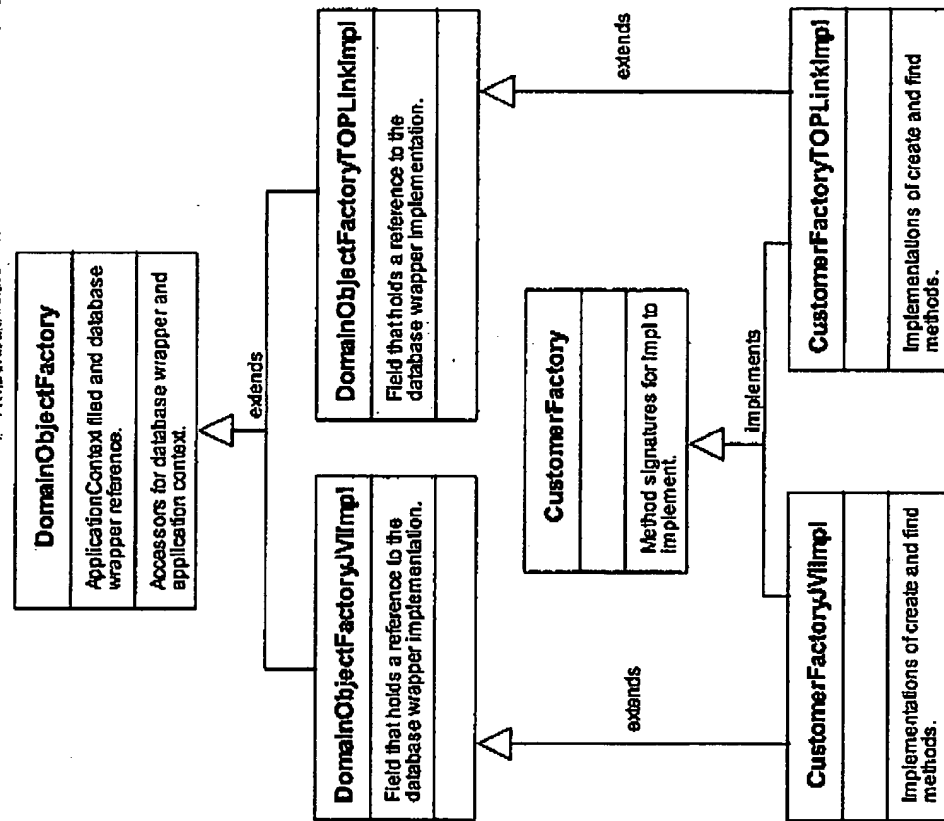 DomainObjectFactory
ApplicationContext filed and database
wrapper reference.
Accessors for database wrapper and
application context.
extends
DomainObjectFactoryJVIImpl
Field that holds a reference to the
database wrapper implementation.
DomainObjectFactoryTOPLinkImpl
Field that holds a reference to the
database wrapper implementation.
CustomerFactory
Method signatures for Impl to
implement.
extends
implements
extends
CustomerFactoryJVIImpl
Implementations of create and find
methods.
CustomerFactoryTOPLinkImpl
Implementations of create and find
methods.